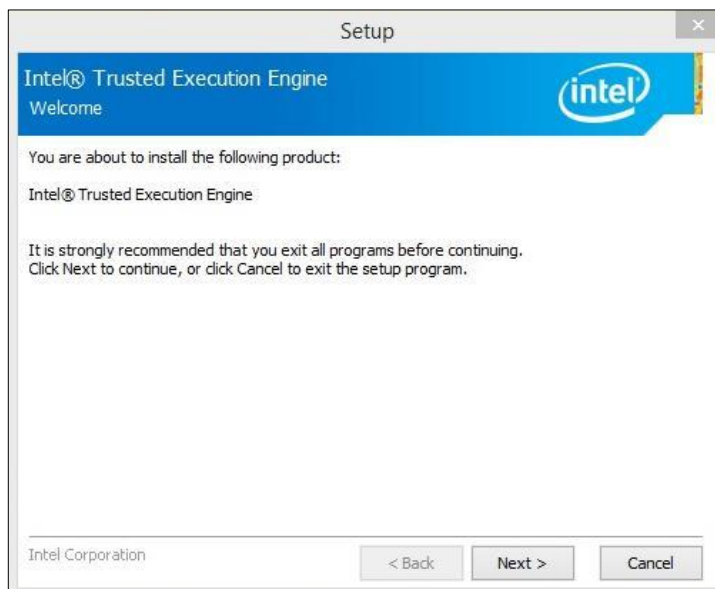 Setup
Intel® Trusted Execution Engine
Welcome
intel
You are about to install the following product:
Intel® Trusted Execution Engine
It is strongly recommended that you exit all programs before continuing.
Click Next to continue, or click Cancel to exit the setup program.
Intel Corporation
< Back
Next >
Cancel